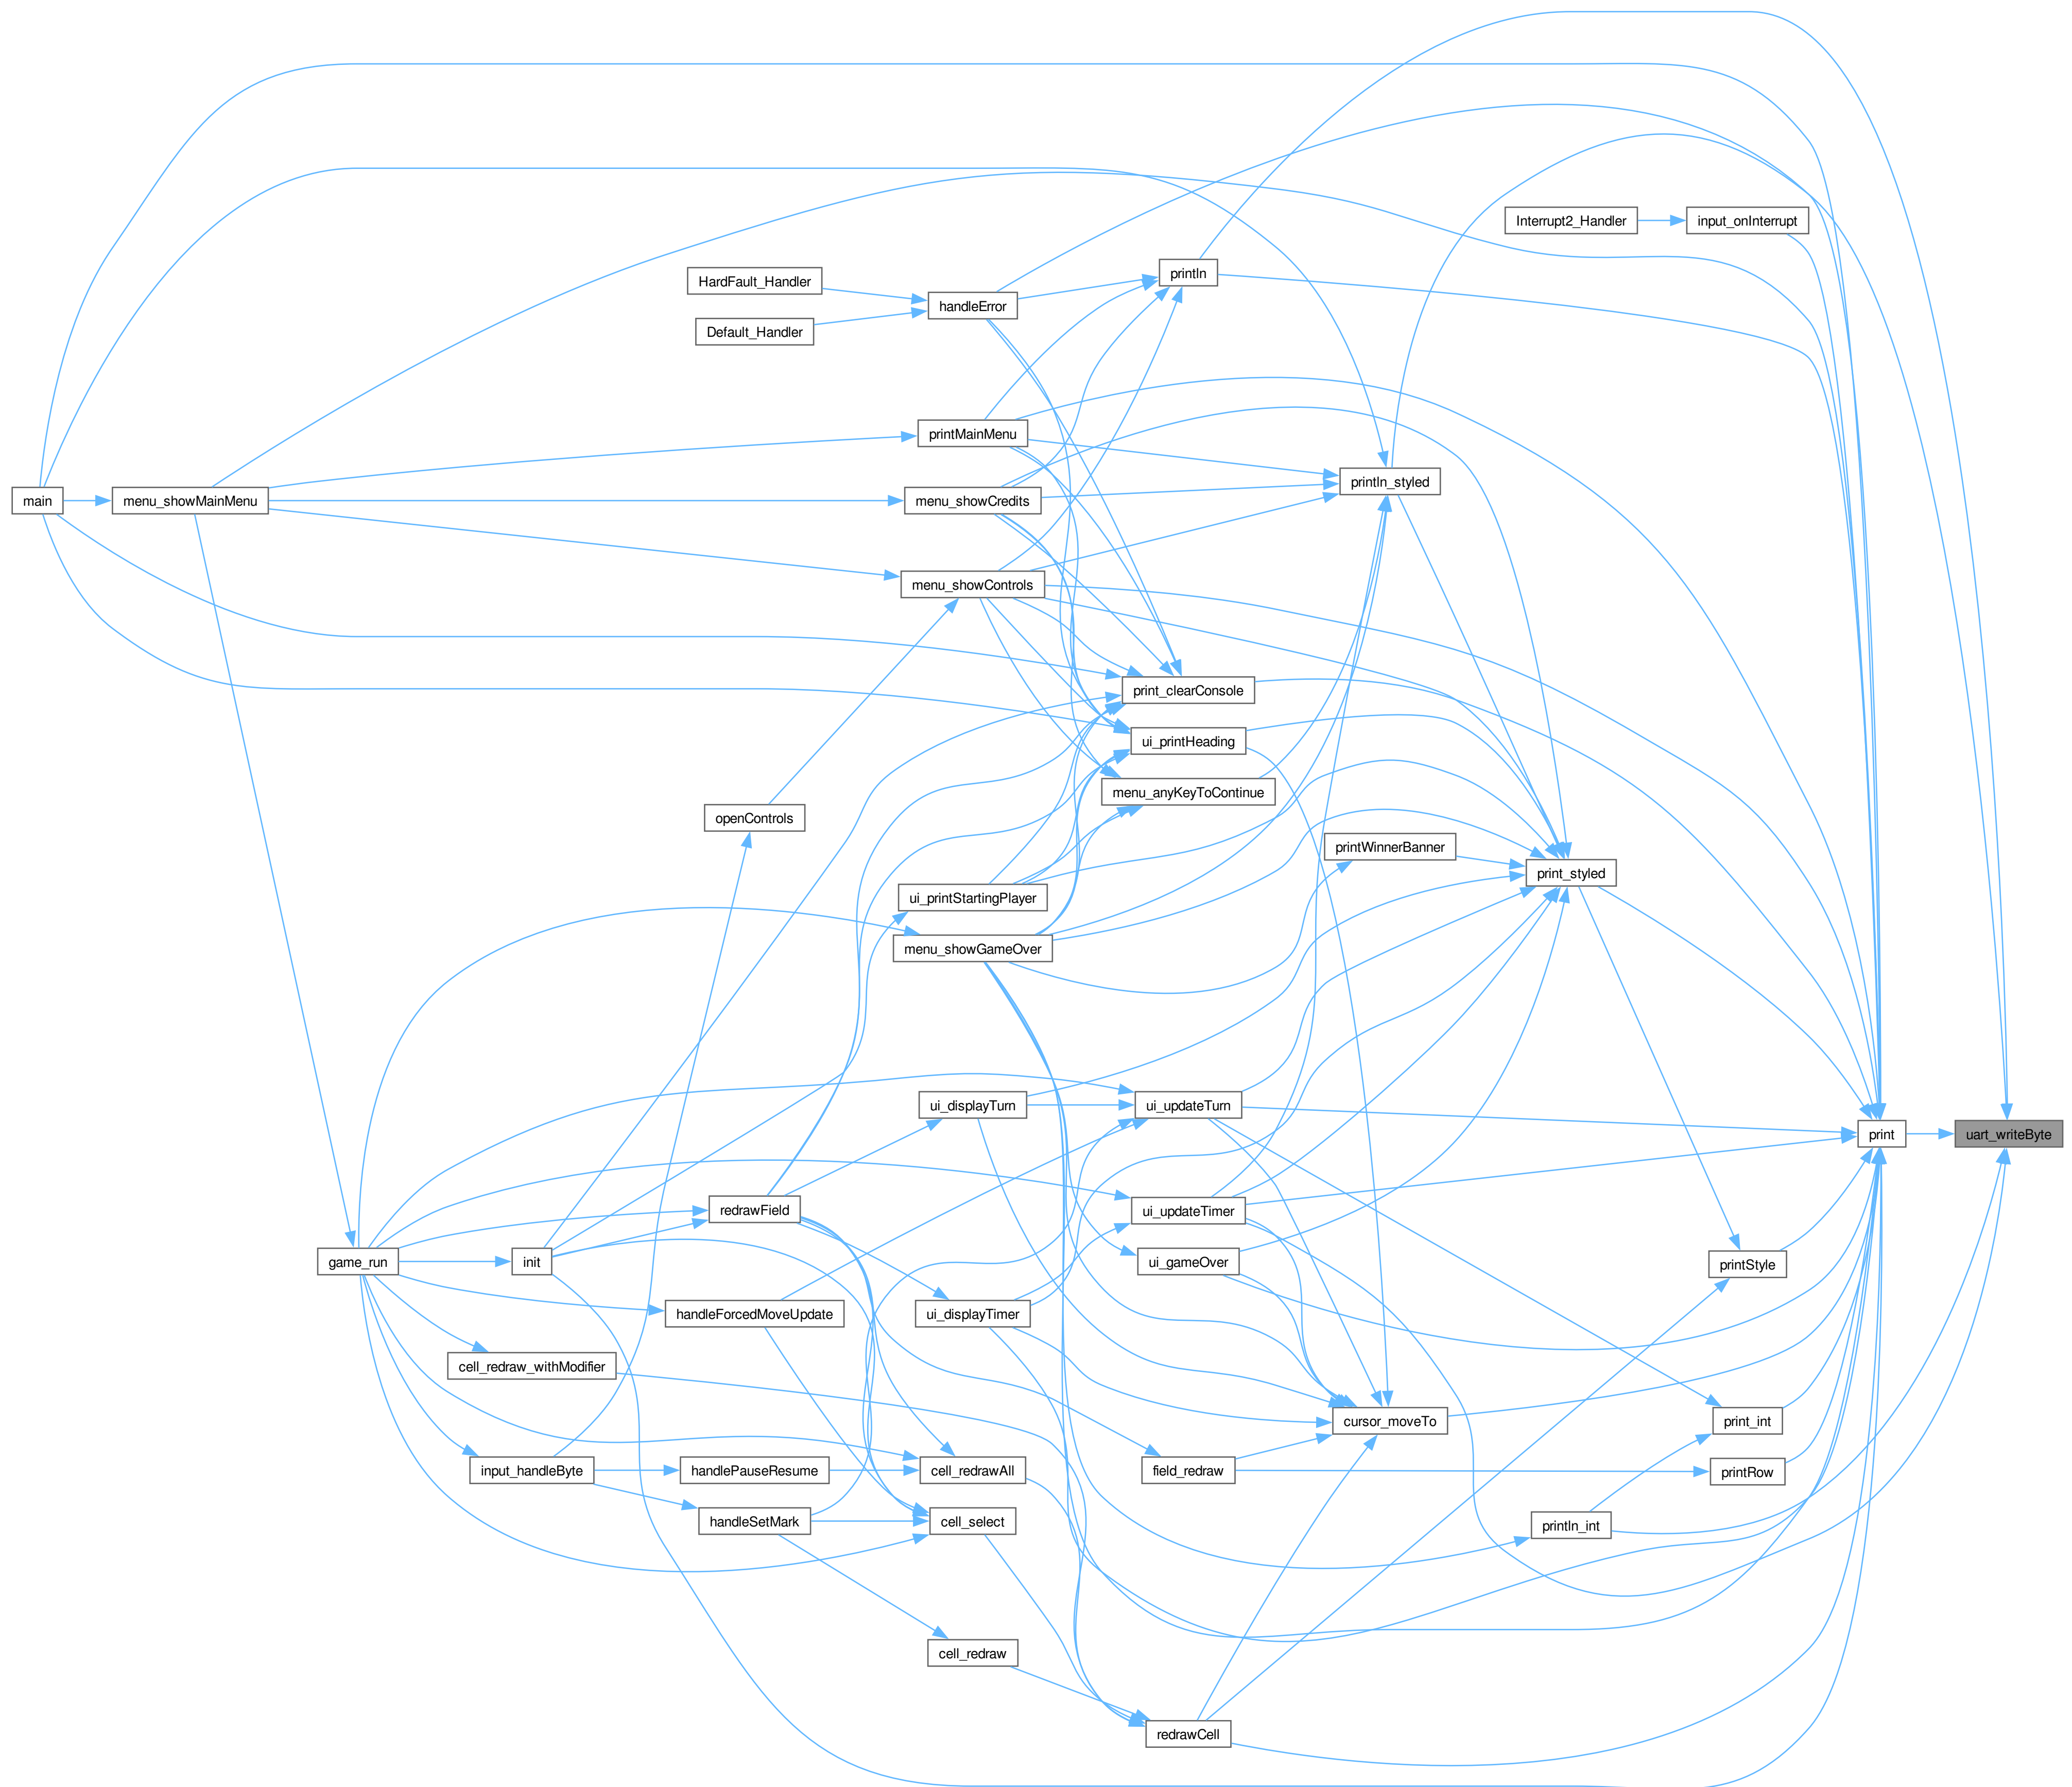 Interrupt2_Handler
input_onInterrupt
println
HardFault_Handler
handleError
Default_Handler
printMainMenu
println_styled
main
menu_showMainMenu
menu_showCredits
menu_showControls
print_clearConsole
ui_printHeading
menu_anyKeyToContinue
openControls
printWinnerBanner
print_styled
ui_printStartingPlayer
menu_showGameOver
ui_displayTurn
ui_updateTurn
print
uart_writeByte
redrawField
ui_updateTimer
game_run
init
ui_gameOver
printStyle
handleForcedMoveUpdate
ui_displayTimer
cell_redraw_withModifier
cursor_moveTo
print_int
input_handleByte
handlePauseResume
cell_redrawAll
field_redraw
printRow
handleSetMark
cell_select
println_int
cell_redraw
redrawCell